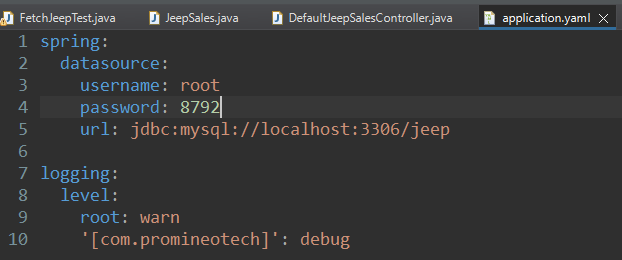 FetchJeepTest.java JeepSales.java DefaultJeepSalesController.java application.yaml
1 spring:
2 datasource:
3 username: root
4 password: 8792
5 url: jdbc:mysql://localhost:3306/jeep
6
7 logging:
8 level:
9 root: warn
10 '[com.promineotech]': debug